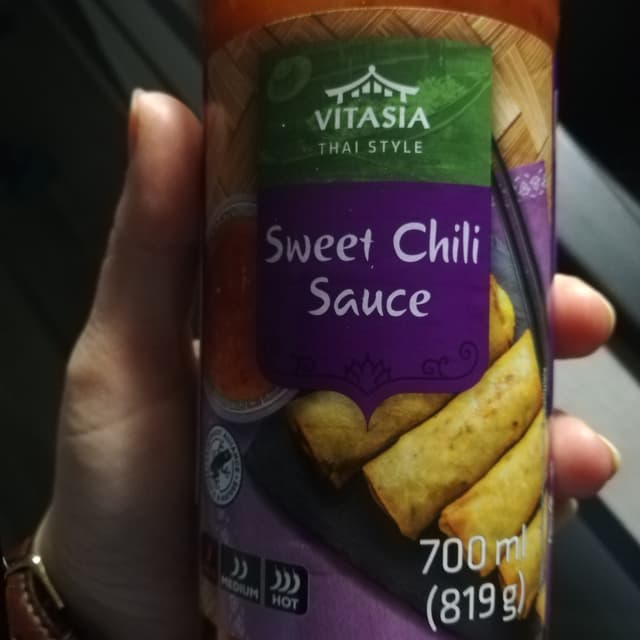 VITASIA
THAI STYLE
Sweet Chili
Sauce
MEDIUM
HOT
700 ml
(819 g)